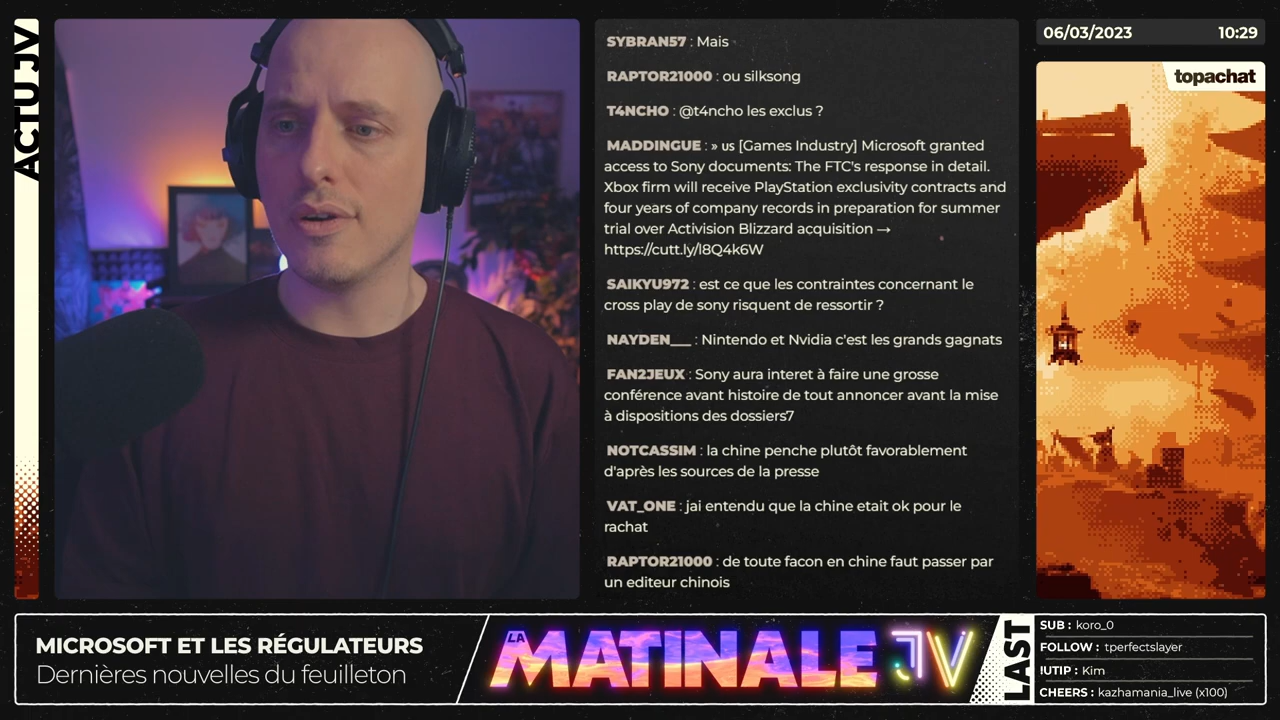 ACTU JV
SYBRAN57 : Mais
RAPTOR21000 : ou silksong
T4NCHO : @t4ncho les exclus ?
MADDINGUE : » US [Games Industry] Microsoft granted
access to Sony documents: The FTC's response in detail.
Xbox firm will receive PlayStation exclusivity contracts and
four years of company records in preparation for summer
trial over Activision Blizzard acquisition →
https://cutt.ly/l8Q4k6W
SAIKYU972 : est ce que les contraintes concernant le
cross play de sony risquent de ressortir ?
NAYDEN___ : Nintendo et Nvidia c'est les grands gagnats
FAN2JEUX : Sony aura interet à faire une grosse
conférence avant histoire de tout annoncer avant la mise
à dispositions des dossiers7
NOTCASSIM : la chine penche plutôt favorablement
d'après les sources de la presse
VAT_ONE : jai entendu que la chine etait ok pour le
rachat
RAPTOR21000 : de toute facon en chine faut passer par
un editeur chinois
06/03/2023 10:29
topachat
MICROSOFT ET LES RÉGULATEURS
Dernières nouvelles du feuilleton
LA MATINALE JV
LAST
SUB : koro_0
FOLLOW : tperfectslayer
!UTIP : Kim
CHEERS : kazhamania_live (x100)